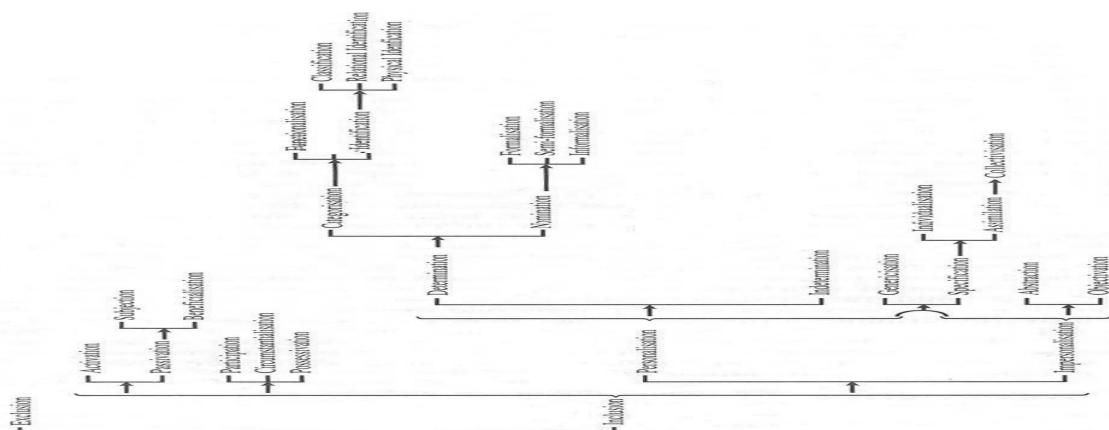 Exclusion
Inclusion
Activation
Passivation
Subjection
Beneficialisation
Participation
Circumstantialisation
Possessivation
Personalisation
Impersonalisation
Determination
Indetermination
Categorisation
Functionalisation
Identification
Classification
Relational Identification
Physical Identification
Nomination
Formalisation
Semi-formalisation
Informalisation
Genericisation
Specification
Individualisation
Assimilation
Collectivisation
Abstraction
Objectivation